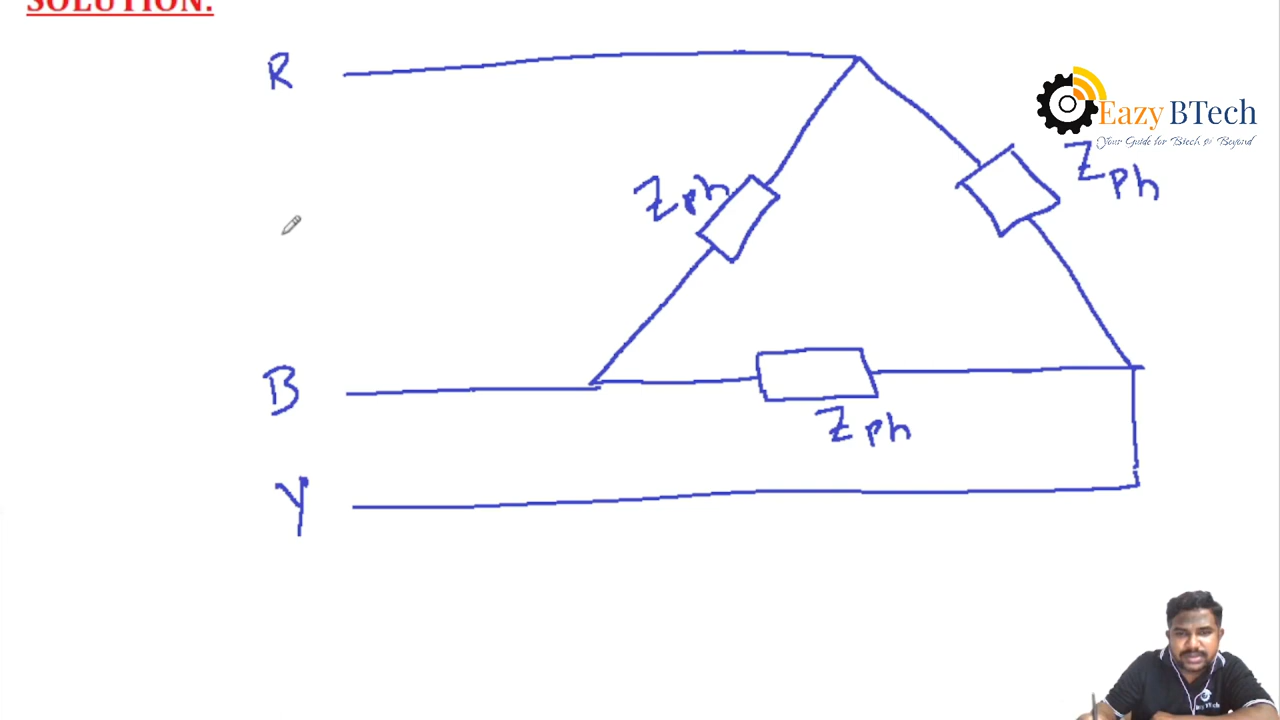 SOLUTION:
R
Eazy BTech
Your Guide for Btech & Beyond
Zph
Zph
B
Zph
Y